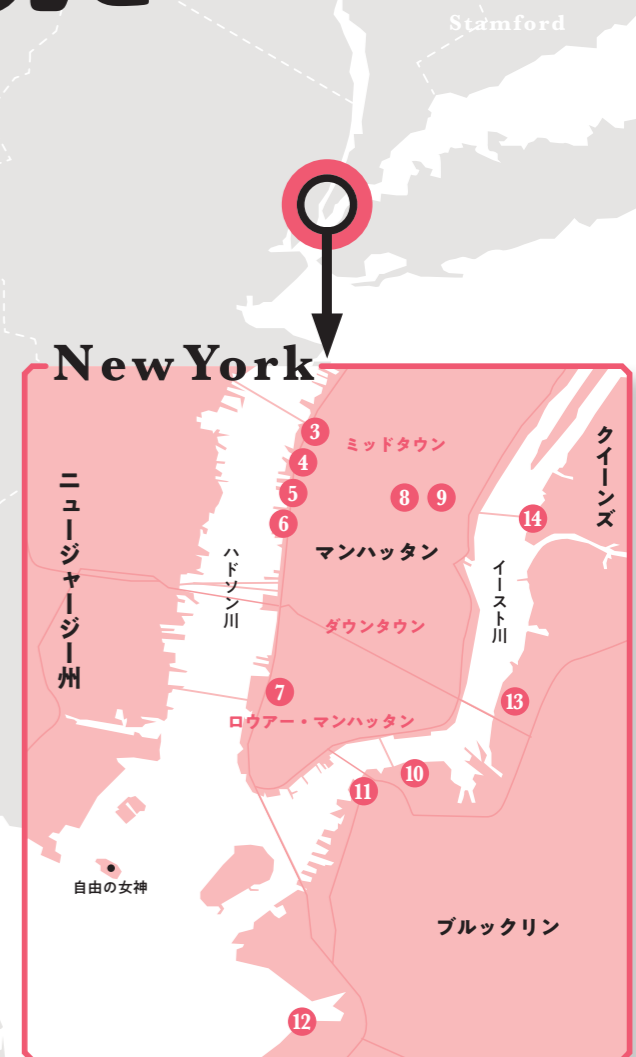 Stamford
New York
3
ミッドタウン
4
クイーンズ
ニュージャージー州
5
8
9
6
14
マンハッタン
ハドソン川
イースト川
ダウンタウン
7
13
ロウアー・マンハッタン
10
11
自由の女神
ブルックリン
12